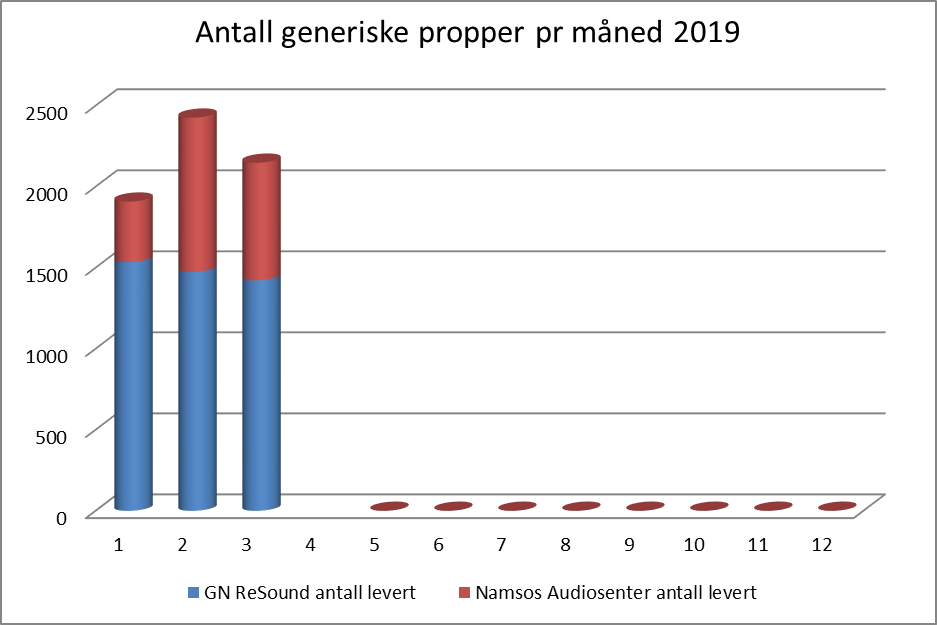 Antall generiske propper pr måned 2019
2500
2000
1500
1000
500
0
1 2 3 4 5 6 7 8 9 10 11 12
GN ReSound antall levert Namsos Audiosenter antall levert